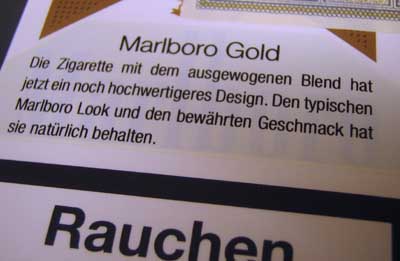 Marlboro Gold
Die Zigarette mit dem ausgewogenen Blend hat
jetzt ein noch hochwertigeres Design. Den typischen
Marlboro Look und den bewährten Geschmack hat
sie natürlich behalten.
Rauchen